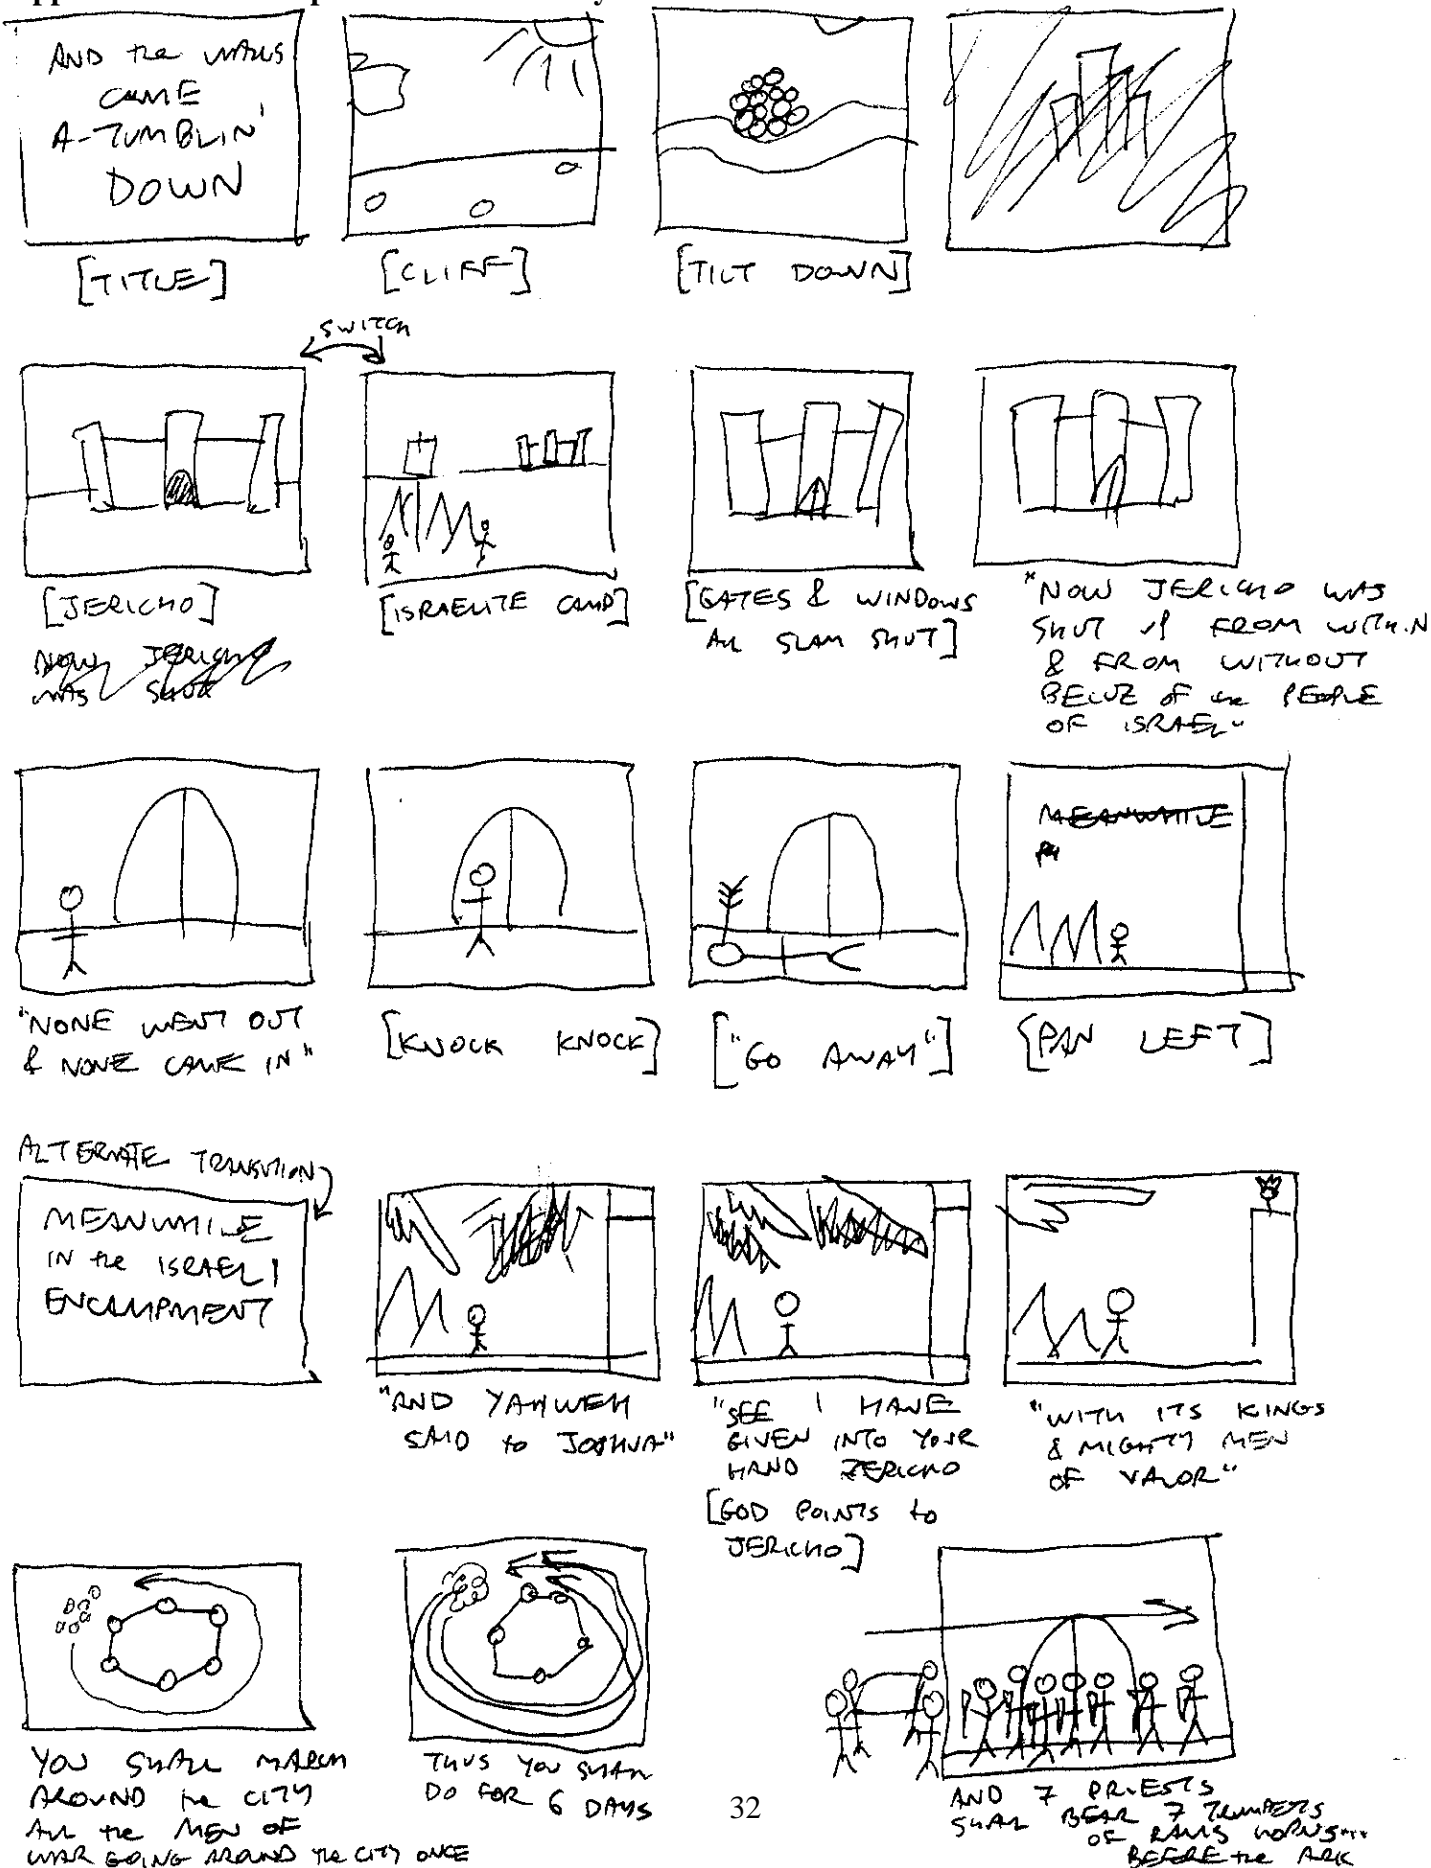 AND the WALLS
CAME
A-TUMBLIN'
DOWN
[TITLE]
[CLIFF]
[TILT DOWN]
SWITCH
[JERICHO]
NOW JERICHO
WAS SHUT
[ISRAELITE CAMP]
[GATES & WINDOWS
ALL SLAM SHUT]
"NOW JERICHO WAS
SHUT UP FROM WITHIN
& FROM WITHOUT
OF the PEOPLE
OF ISRAEL"
"NONE WENT OUT
& NONE CAME IN"
[KNOCK KNOCK]
["GO AWAY"]
MEANWHILE
[PAN LEFT]
ALTERNATE TRANSITION
MEANWHILE
IN the ISRAELI
ENCAMPMENT
"AND YAHWEH
SAID to JOSHUA"
"SEE I HAVE
GIVEN INTO YOUR
HAND JERICHO
[GOD POINTS to
JERICHO]
"WITH ITS KINGS
& MIGHTY MEN
OF VALOR"
YOU SHALL MARCH
AROUND the CITY
ALL the MEN OF
WAR GOING AROUND the CITY ONCE
THUS YOU SHALL
DO FOR 6 DAYS
AND 7 PRIESTS
SHALL BEAR 7 TRUMPETS
OF RAMS HORNS...
BEFORE the ARK
32